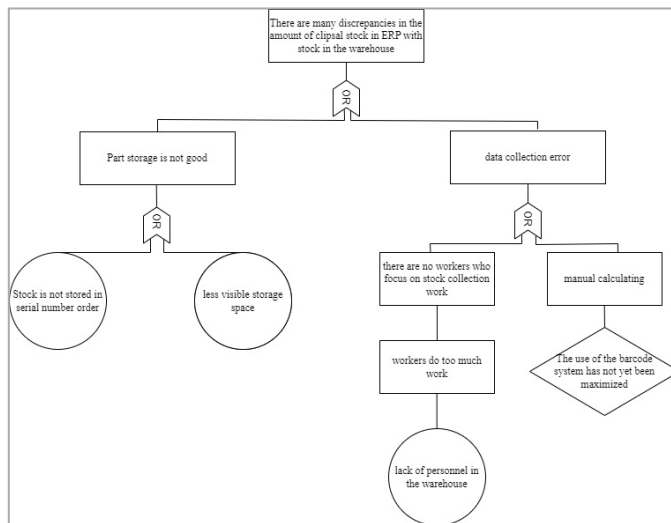 There are many discrepancies in the
amount of clipsal stock in ERP with
stock in the warehouse
OR
Part storage is not good
data collection error
OR
OR
Stock is not stored in
serial number order
less visible storage
space
there are no workers who
focus on stock collection
work
manual calculating
workers do too much
work
The use of the barcode
system has not yet been
maximized
lack of personnel in
the warehouse